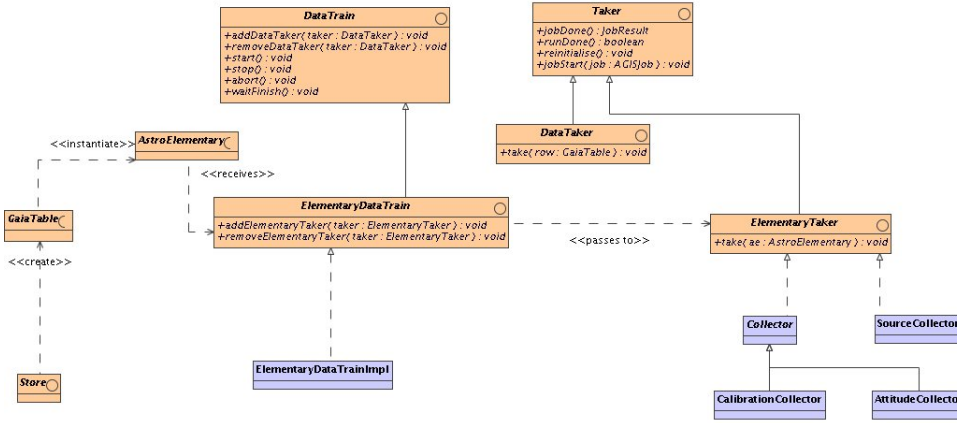 DataTrain
+addDataTaker( taker : DataTaker ) : void
+removeDataTaker( taker : DataTaker ) : void
+start() : void
+stop() : void
+abort() : void
+waitFinish() : void
Taker
+jobDone() : JobResult
+runDone() : boolean
+reinitialise() : void
+jobStart( job : AGISJob ) : void
DataTaker
+take( row : GaiaTable ) : void
<<instantiate>>
AstroElementary
<<receives>>
GaiaTable
<<create>>
Store
ElementaryDataTrain
+addElementaryTaker( taker : ElementaryTaker ) : void
+removeElementaryTaker( taker : ElementaryTaker ) : void
<<passes to>>
ElementaryTaker
+take( ae : AstroElementary ) : void
ElementaryDataTrainImpl
Collector
SourceCollector
CalibrationCollector
AttitudeCollector